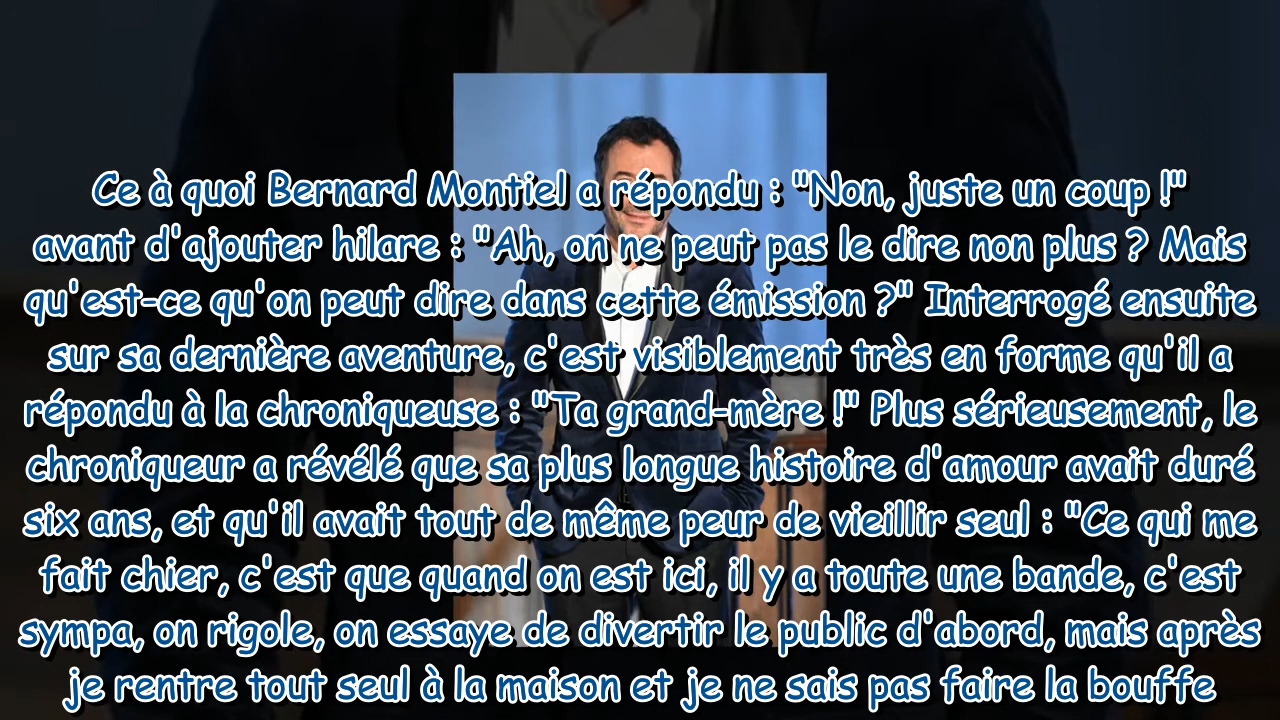 Ce à quoi Bernard Montiel a répondu : "Non, juste un coup !"
avant d'ajouter hilare : "Ah, on ne peut pas le dire non plus ? Mais
qu'est-ce qu'on peut dire dans cette émission ?" Interrogé ensuite
sur sa dernière aventure, c'est visiblement très en forme qu'il a
répondu à la chroniqueuse : "Ta grand-mère !" Plus sérieusement, le
chroniqueur a révélé que sa plus longue histoire d'amour avait duré
six ans, et qu'il avait tout de même peur de vieillir seul : "Ce qui me
fait chier, c'est que quand on est ici, il y a toute une bande, c'est
sympa, on rigole, on essaye de divertir le public d'abord, mais après
je rentre tout seul à la maison et je ne sais pas faire la bouffe